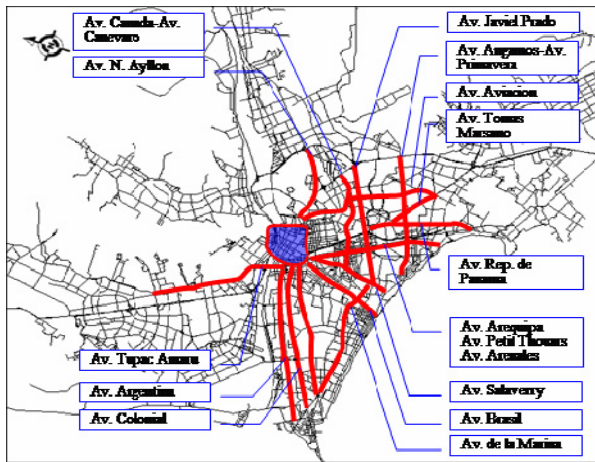 Av. Canada-Av.
Canevaro
Av. N. Ayllon
Av. Javiel Prado
Av. Angamos-Av.
Primavera
Av. Aviacion
Av. Tomas
Marsano
Av. Rep. de
Panama
Av. Arequipa
Av. Petit Thouars
Av. Arenales
Av. Tupac Amaru
Av. Argentina
Av. Colonial
Av. Salaverry
Av. Brasil
Av. de la Marina